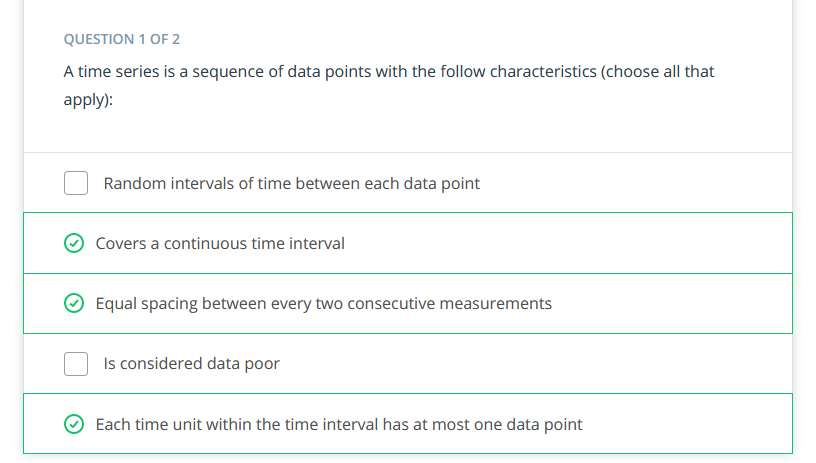 QUESTION 1 OF 2
A time series is a sequence of data points with the follow characteristics (choose all that
apply):
Random intervals of time between each data point
Covers a continuous time interval
Equal spacing between every two consecutive measurements
Is considered data poor
Each time unit within the time interval has at most one data point